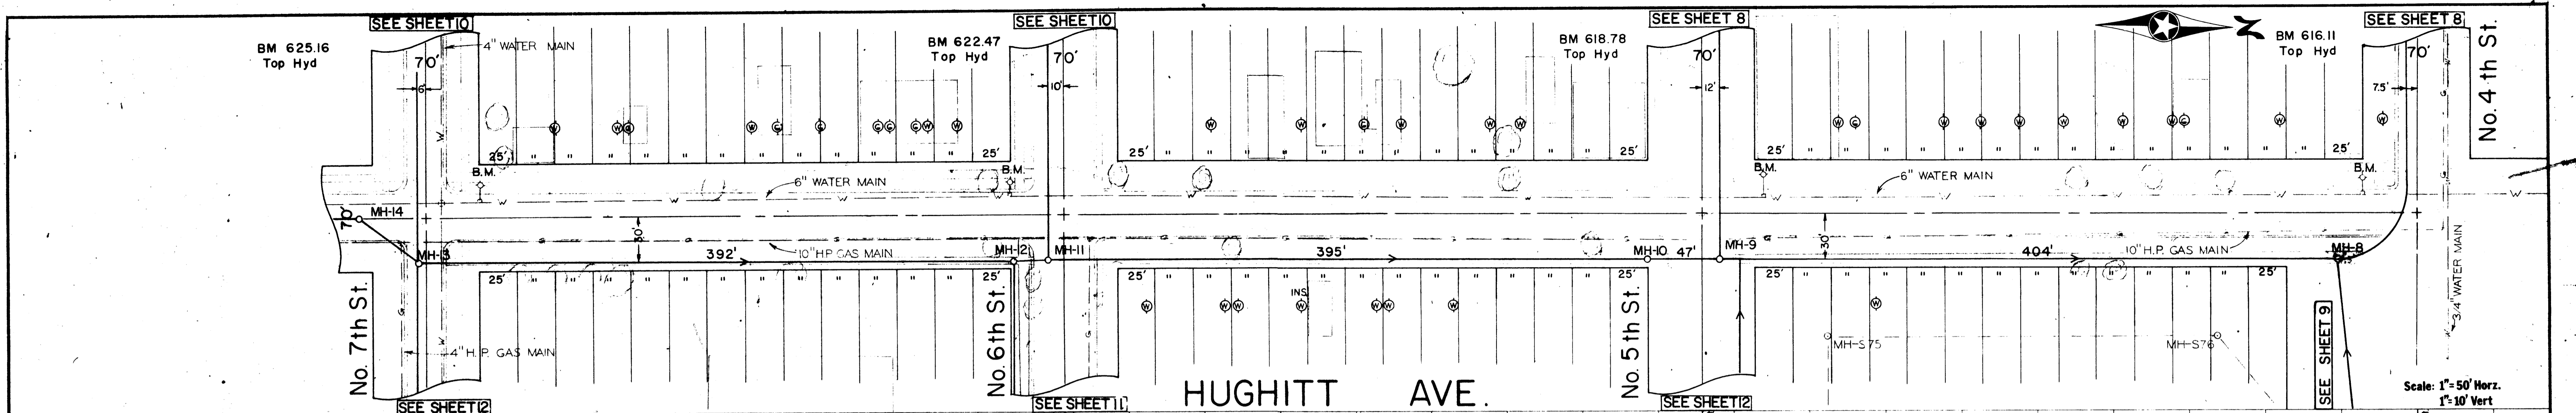 SEE SHEET 10
SEE SHEET 10
SEE SHEET 8
SEE SHEET 8
BM 625.16
Top Hyd
4" WATER MAIN
BM 622.47
Top Hyd
BM 618.78
Top Hyd
Z
BM 616.11
Top Hyd
No. 4th St.
70'
70'
70'
70'
6'
10'
12'
7.5'
W W G W G G G G G W W
W W G W W W
W G W W W W W W G W W
25' " " " " " " " " " " " " 25'
25' " " " " " " " " " " " " 25'
25' " " " " " " " " " " " " " " 25'
B.M.
B.M.
B.M.
B.M.
6" WATER MAIN
6" WATER MAIN
70'
MH-14
30'
30'
MH-13
392'
10" HP GAS MAIN
MH-12
MH-11
395'
MH-10
47'
MH-9
404'
10" H.P. GAS MAIN
MH-8
25' " " " " " " " " " " " " 25'
25' " " " " " " " " " " " " 25'
25' " " " " " " " " " " " " 25'
3/4" WATER MAIN
INS.
W W W W W W W
W
No. 7th St.
4" H.P. GAS MAIN
No. 6th St.
No. 5th St.
MH-S75
MH-S76
SEE SHEET 9
HUGHITT AVE.
Scale: 1"=50' Horz.
1"=10' Vert
SEE SHEET 12
SEE SHEET 11
SEE SHEET 12